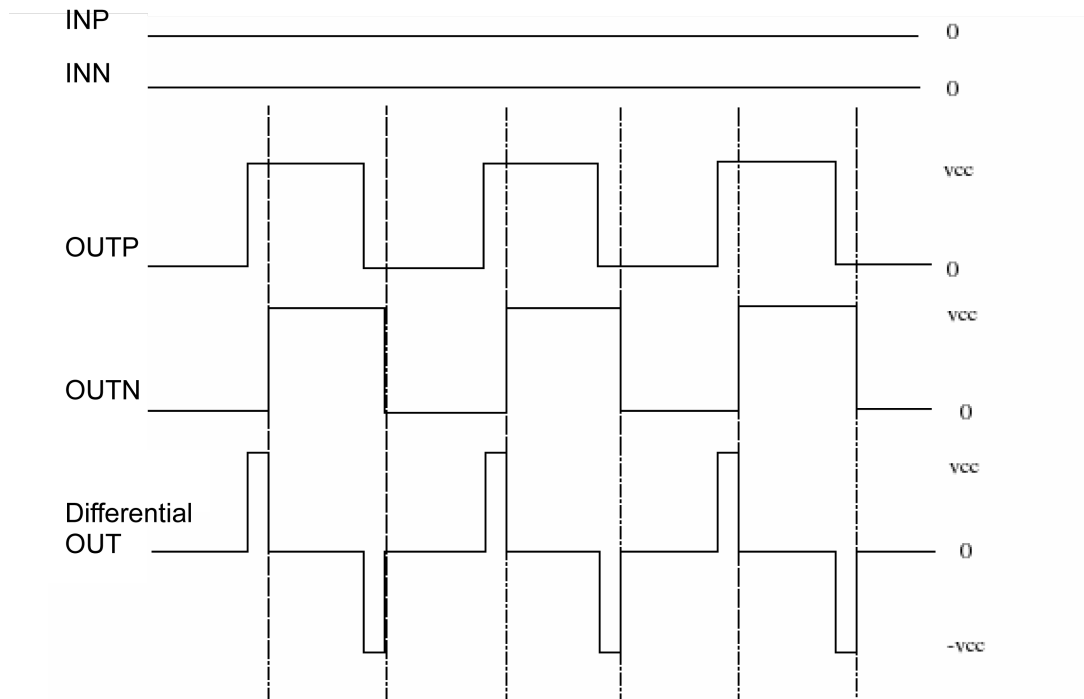 INP
0
INN
0
vcc
OUTP
0
vcc
OUTN
0
vcc
Differential
OUT
0
-vcc